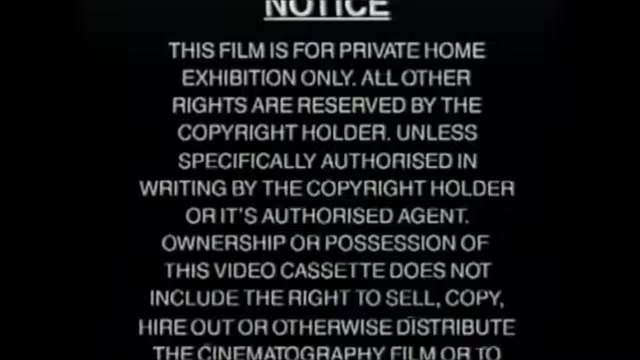 NOTICE
THIS FILM IS FOR PRIVATE HOME
EXHIBITION ONLY. ALL OTHER
RIGHTS ARE RESERVED BY THE
COPYRIGHT HOLDER. UNLESS
SPECIFICALLY AUTHORISED IN
WRITING BY THE COPYRIGHT HOLDER
OR IT'S AUTHORISED AGENT.
OWNERSHIP OR POSSESSION OF
THIS VIDEO CASSETTE DOES NOT
INCLUDE THE RIGHT TO SELL, COPY,
HIRE OUT OR OTHERWISE DISTRIBUTE
THE CINEMATOGRAPHY FILM OR TO